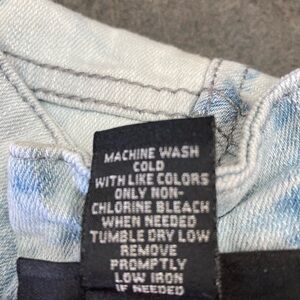 MACHINE WASH
COLD
WITH LIKE COLORS
ONLY NON-
CHLORINE BLEACH
WHEN NEEDED
TUMBLE DRY LOW
REMOVE
PROMPTLY
LOW IRON
IF NEEDED